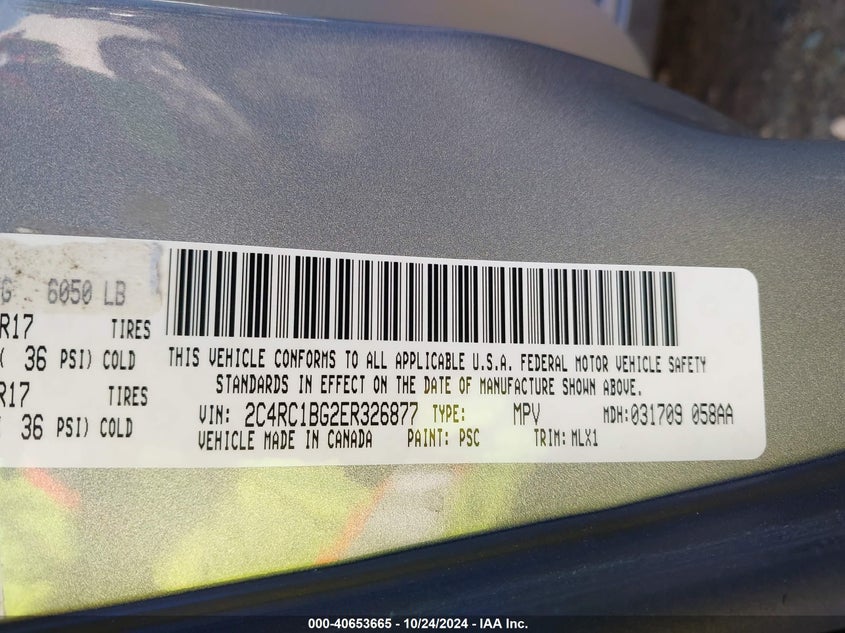 G 6050 LB
R17 TIRES
( 36 PSI) COLD
R17 TIRES
36 PSI) COLD
THIS VEHICLE CONFORMS TO ALL APPLICABLE U.S.A. FEDERAL MOTOR VEHICLE SAFETY
STANDARDS IN EFFECT ON THE DATE OF MANUFACTURE SHOWN ABOVE.
VIN: 2C4RC1BG2ER326877 TYPE: MPV MDH:031709 058AA
VEHICLE MADE IN CANADA PAINT: PSC TRIM: MLX1
000-40653665 - 10/24/2024 - IAA Inc.